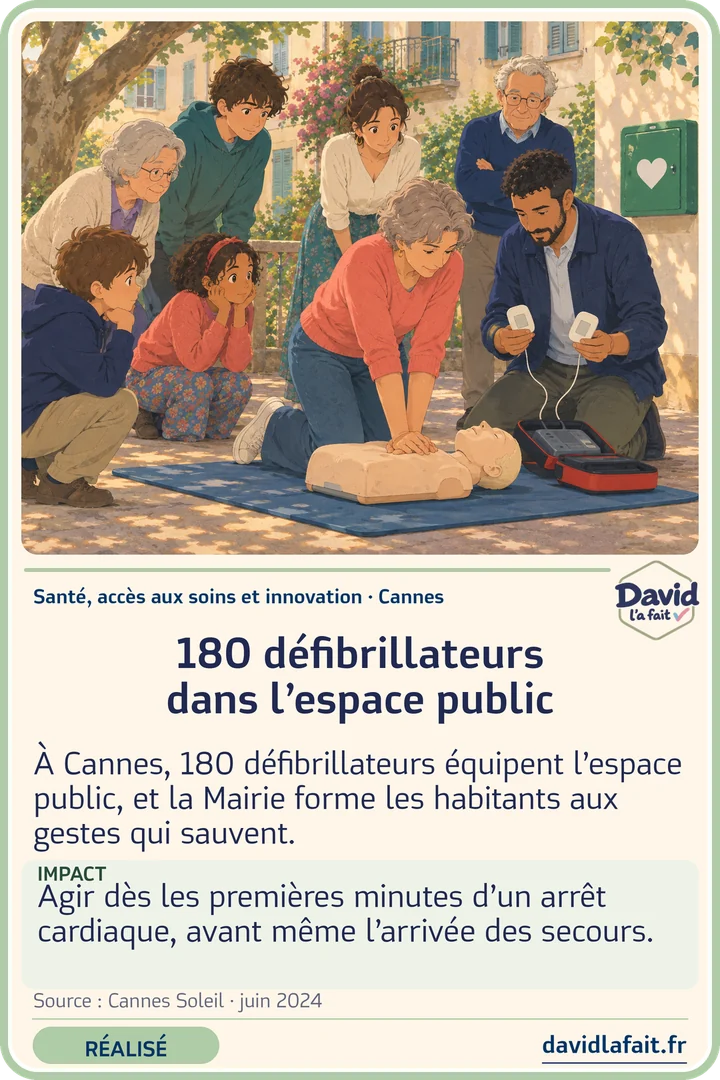 Santé, accès aux soins et innovation · Cannes
David
l’a fait
180 défibrillateurs
dans l’espace public
À Cannes, 180 défibrillateurs équipent l’espace
public, et la Mairie forme les habitants aux
gestes qui sauvent.
IMPACT
Agir dès les premières minutes d’un arrêt
cardiaque, avant même l’arrivée des secours.
Source : Cannes Soleil · juin 2024
RÉALISÉ
davidlafait.fr